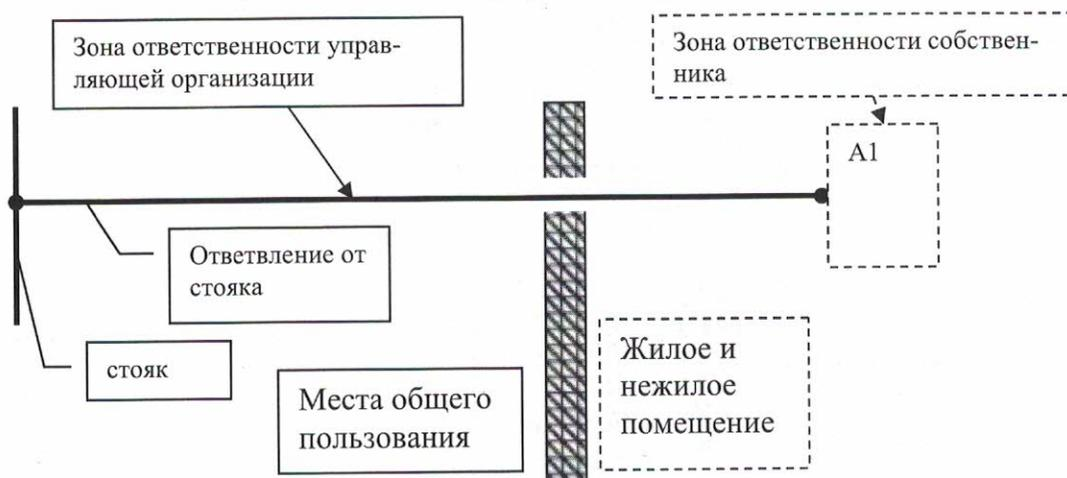 Зона ответственности управ-
ляющей организации
Зона ответственности собствен-
ника
А1
Ответвление от
стояка
стояк
Места общего
пользования
Жилое и
нежилое
помещение